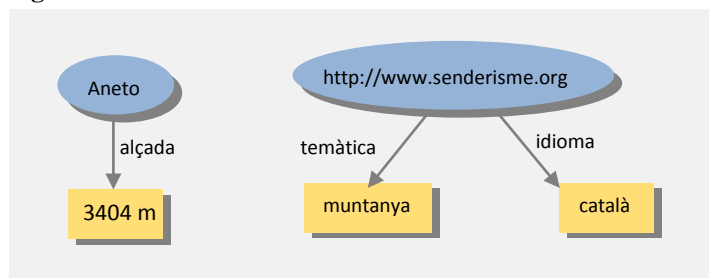 Aneto
alçada
3404 m
http://www.senderisme.org
temàtica
idioma
muntanya
català